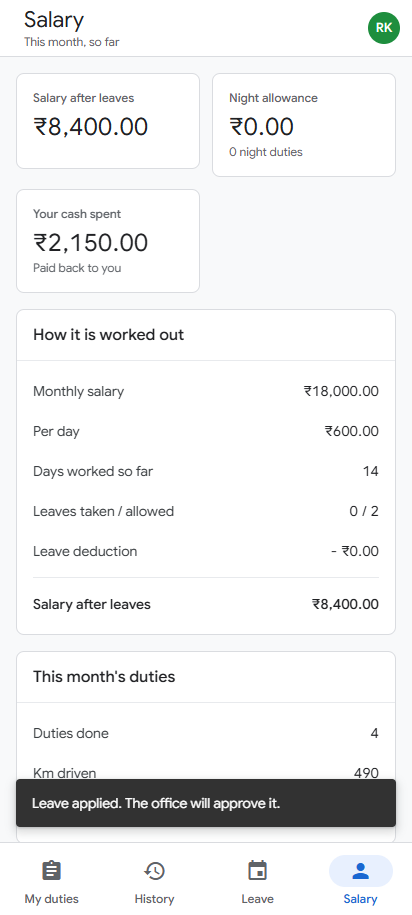 Salary
This month, so far
RK
Salary after leaves
₹8,400.00
Night allowance
₹0.00
0 night duties
Your cash spent
₹2,150.00
Paid back to you
How it is worked out
Monthly salary ₹18,000.00
Per day ₹600.00
Days worked so far 14
Leaves taken / allowed 0 / 2
Leave deduction - ₹0.00
Salary after leaves ₹8,400.00
This month's duties
Duties done 4
Km driven 490
Leave applied. The office will approve it.
My duties History Leave Salary